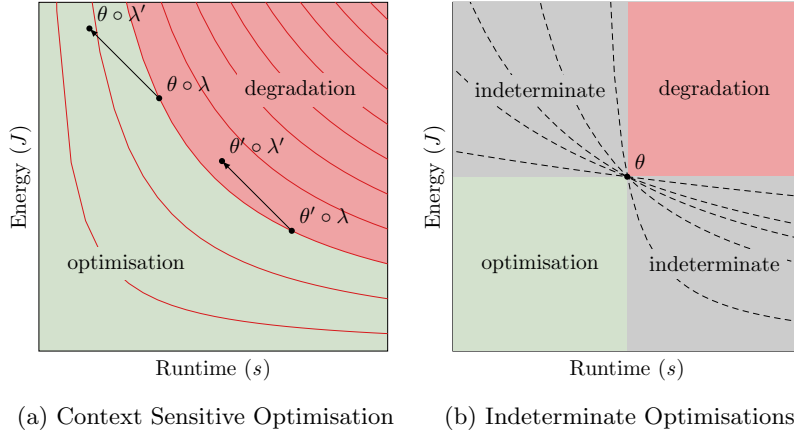 θ ∘ λ′
θ ∘ λ
degradation
θ′ ∘ λ′
θ′ ∘ λ
optimisation
Energy (J)
Runtime (s)
(a) Context Sensitive Optimisation
indeterminate
degradation
θ
optimisation
indeterminate
Energy (J)
Runtime (s)
(b) Indeterminate Optimisations